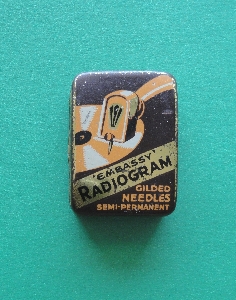 'EMBASSY'
RADIOGRAM
GILDED
NEEDLES
SEMI-PERMANENT